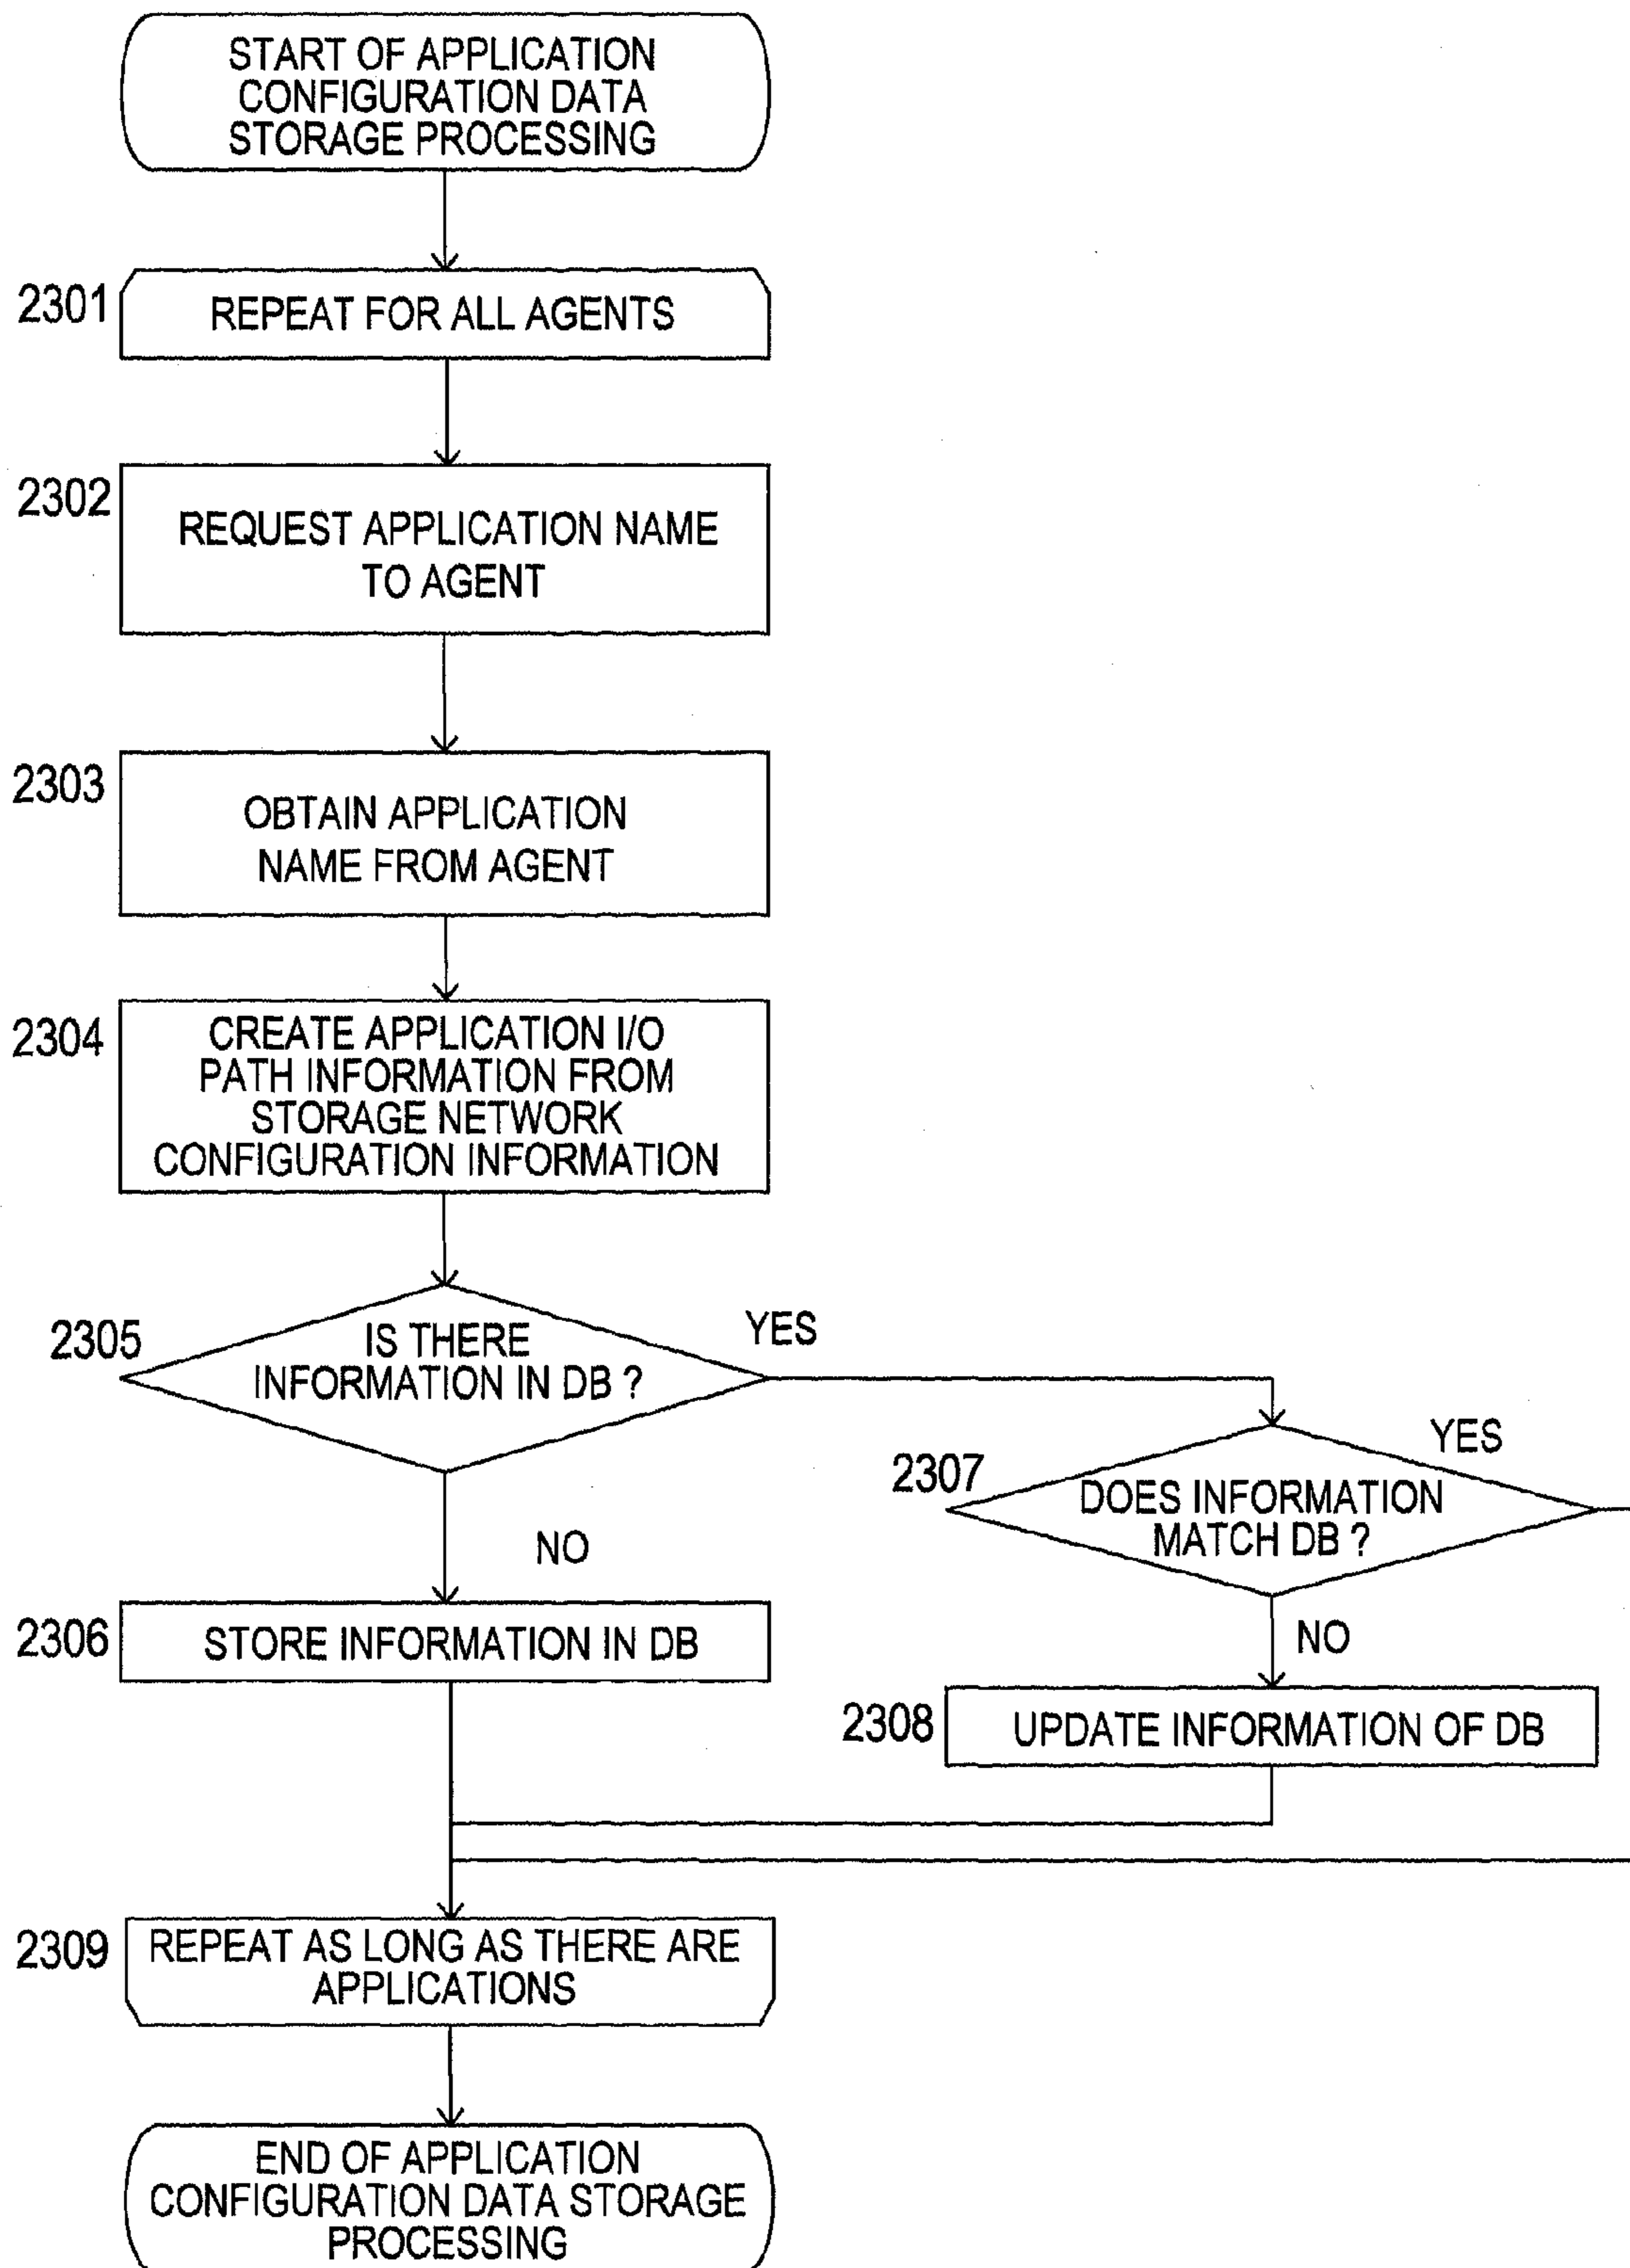 START OF APPLICATION
CONFIGURATION DATA
STORAGE PROCESSING
2301
REPEAT FOR ALL AGENTS
2302
REQUEST APPLICATION NAME
TO AGENT
2303
OBTAIN APPLICATION
NAME FROM AGENT
2304
CREATE APPLICATION I/O
PATH INFORMATION FROM
STORAGE NETWORK
CONFIGURATION INFORMATION
2305
IS THERE
INFORMATION IN DB ?
YES
NO
2306
STORE INFORMATION IN DB
2307
DOES INFORMATION
MATCH DB ?
YES
NO
2308
UPDATE INFORMATION OF DB
2309
REPEAT AS LONG AS THERE ARE
APPLICATIONS
END OF APPLICATION
CONFIGURATION DATA STORAGE
PROCESSING